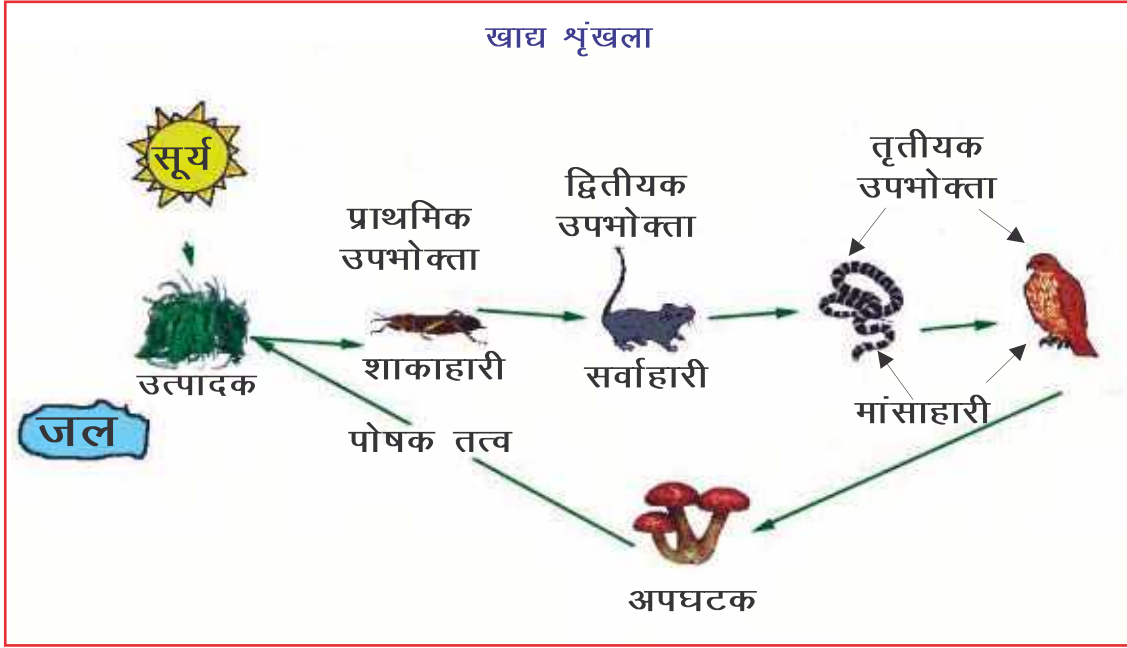 खाद्य शृंखला
सूर्य
तृतीयक
उपभोक्ता
द्वितीयक
उपभोक्ता
प्राथमिक
उपभोक्ता
उत्पादक
शाकाहारी
सर्वाहारी
मांसाहारी
जल
पोषक तत्व
अपघटक